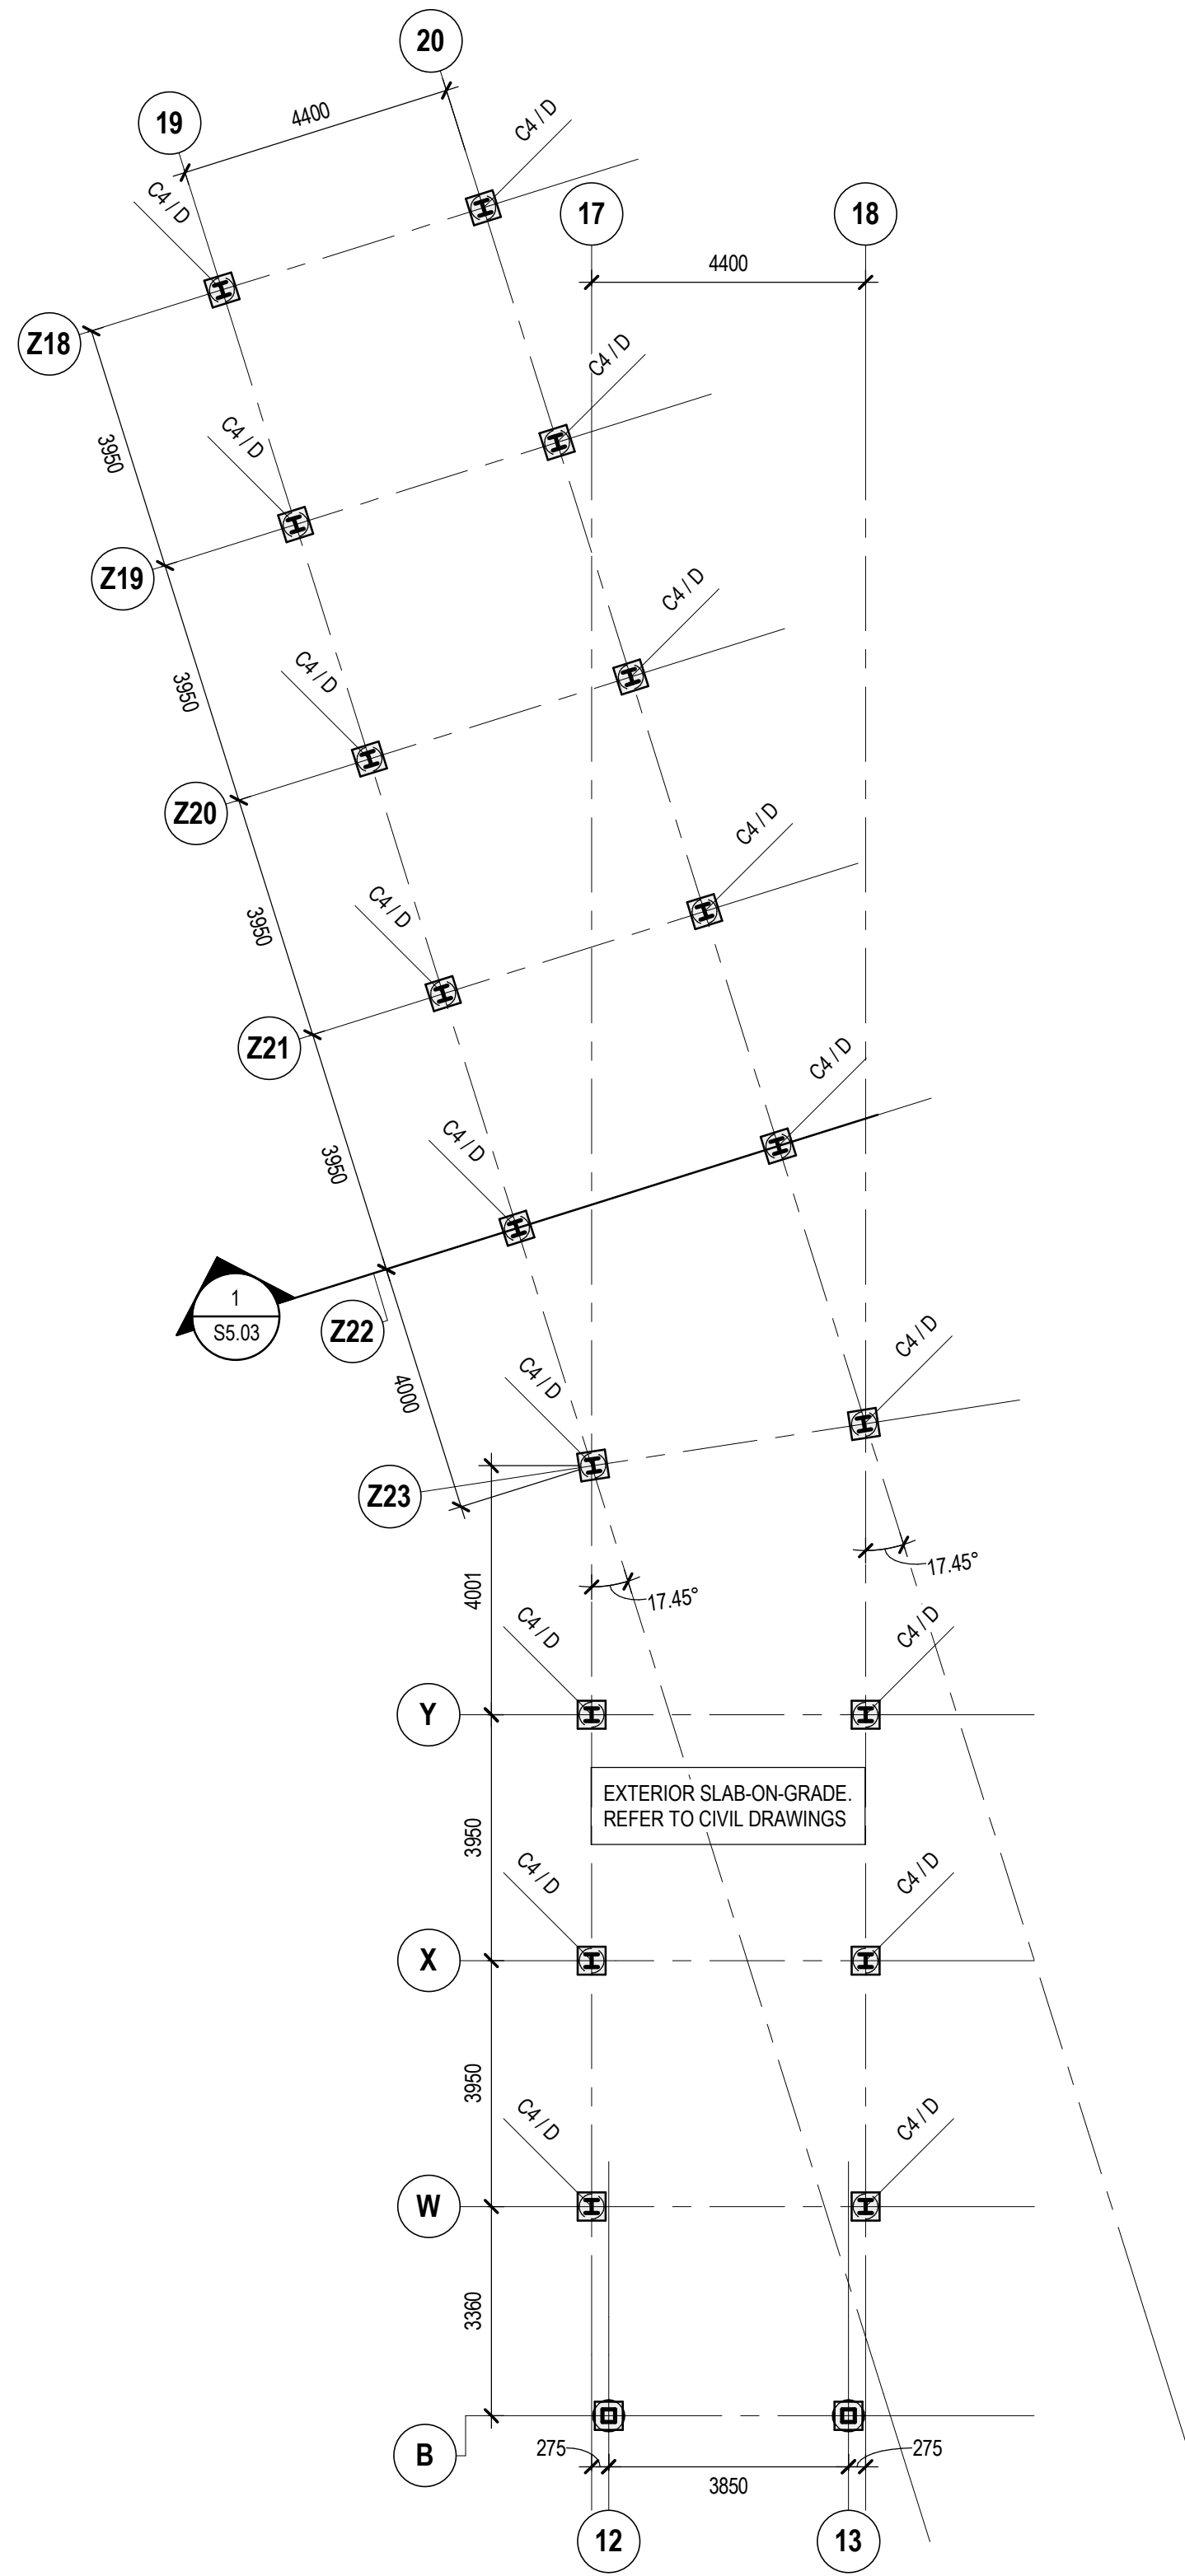 20
4400
C4 / D
19
C4 / D
17
18
4400
Z18
C4 / D
3950
C4 / D
Z19
C4 / D
3950
C4 / D
Z20
C4 / D
3950
C4 / D
Z21
C4 / D
3950
C4 / D
1
S5.03
Z22
C4 / D
4000
C4 / D
Z23
17.45°
4001
17.45°
C4 / D
C4 / D
Y
EXTERIOR SLAB-ON-GRADE.
REFER TO CIVIL DRAWINGS
3950
C4 / D
C4 / D
X
3950
C4 / D
C4 / D
W
3360
B
275
275
3850
12
13